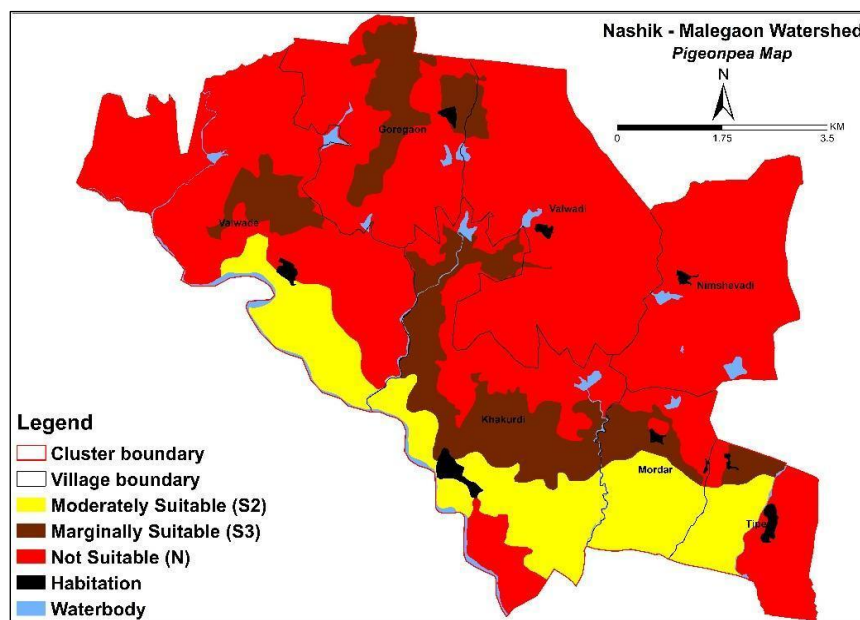 Nashik - Malegaon Watershed
Pigeonpea Map
N
KM
0 1.75 3.5
Goregaon
Valwade
Valwadi
Nimshevadi
Khakurdi
Mordar
Tipe
Legend
Cluster boundary
Village boundary
Moderately Suitable (S2)
Marginally Suitable (S3)
Not Suitable (N)
Habitation
Waterbody